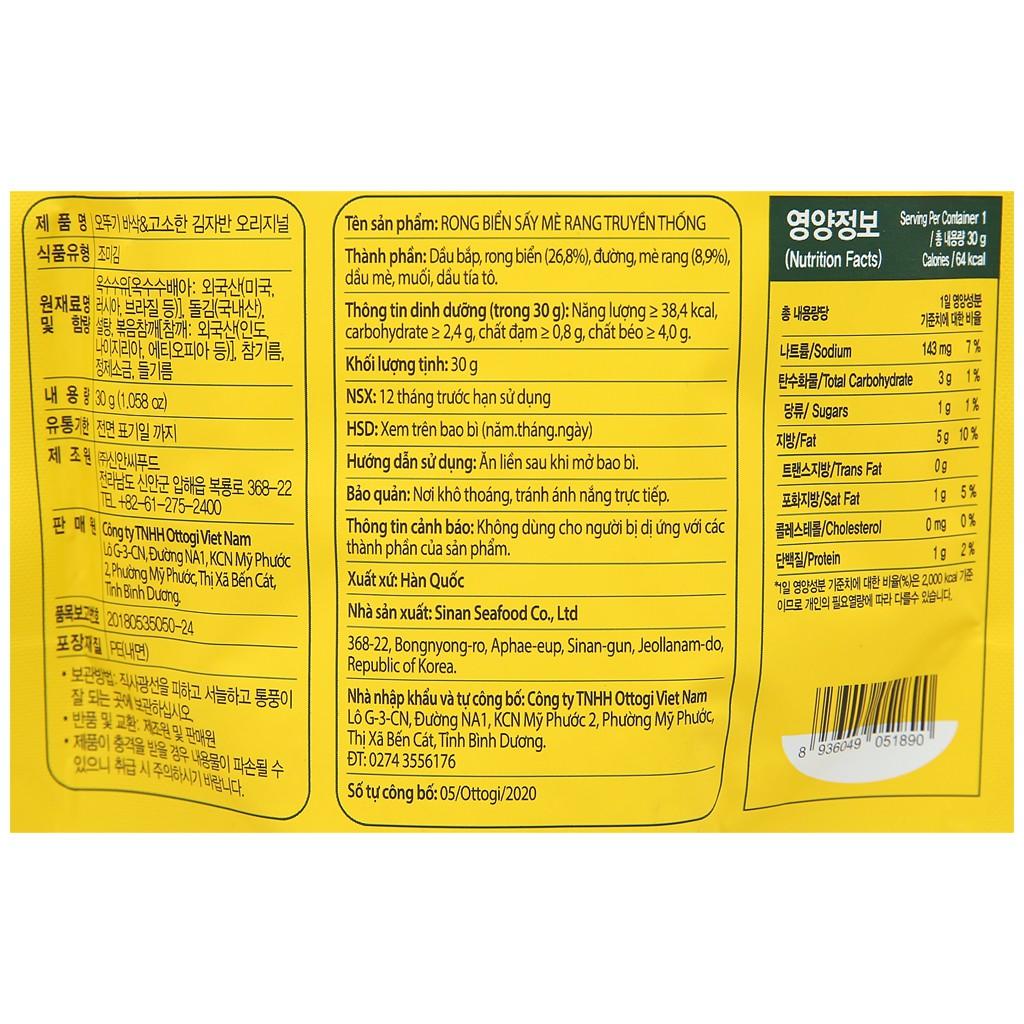 제 품 명 오뚜기 바삭&고소한 김자반 오리지널
식품유형 조미김
원재료명 및 함량
옥수수유[옥수수배아: 외국산(미국,
러시아, 브라질 등)], 돌김(국내산),
설탕, 볶음참깨[참깨: 외국산(인도,
나이지리아, 에티오피아 등)], 참기름,
정제소금, 들기름
내 용 량 30 g (1.058 oz)
유통기한 전면 표기일 까지
제 조 원 ㈜신안씨푸드
전라남도 신안군 압해읍 복룡로 368-22
TEL. +82-61-275-2400
판 매 원 Công ty TNHH Ottogi Viet Nam
Lô G-3-CN, Đường NA1, KCN Mỹ Phước
2, Phường Mỹ Phước, Thị Xã Bến Cát,
Tỉnh Bình Dương.
품목보고번호 20180535050-24
포장재질 PE(내면)
• 보관방법: 직사광선을 피하고 서늘하고 통풍이
잘 되는 곳에 보관하십시오
• 반품 및 교환: 제조원 및 판매원
• 제품이 충격을 받을 경우 내용물이 파손될 수
있으니 취급 시 주의하시기 바랍니다.
Tên sản phẩm: RONG BIỂN SẤY MÈ RANG TRUYỀN THỐNG
Thành phần: Dầu bắp, rong biển (26,8%), đường, mè rang (8,9%),
dầu mè, muối, dầu tía tô.
Thông tin dinh dưỡng (trong 30 g): Năng lượng ≥ 38,4 kcal,
carbohydrate ≥ 2,4 g, chất đạm ≥ 0,8 g, chất béo ≥ 4,0 g.
Khối lượng tịnh: 30 g
NSX: 12 tháng trước hạn sử dụng
HSD: Xem trên bao bì (năm.tháng.ngày)
Hướng dẫn sử dụng: Ăn liền sau khi mở bao bì.
Bảo quản: Nơi khô thoáng, tránh ánh nắng trực tiếp.
Thông tin cảnh báo: Không dùng cho người bị dị ứng với các
thành phần của sản phẩm.
Xuất xứ: Hàn Quốc
Nhà sản xuất: Sinan Seafood Co., Ltd
368-22, Bongnyong-ro, Aphae-eup, Sinan-gun, Jeollanam-do,
Republic of Korea.
Nhà nhập khẩu và tự công bố: Công ty TNHH Ottogi Viet Nam
Lô G-3-CN, Đường NA1, KCN Mỹ Phước 2, Phường Mỹ Phước,
Thị Xã Bến Cát, Tỉnh Bình Dương.
ĐT: 0274 3556176
Số tự công bố: 05/Ottogi/2020
영양정보
(Nutrition Facts)
Serving Per Container 1
/ 총 내용량 30 g
Calories / 64 kcal
총 내용량당 1일 영양성분
기준치에 대한 비율
나트륨/Sodium 143 mg 7 %
탄수화물/Total Carbohydrate 3 g 1 %
당류/ Sugars 1 g 1 %
지방/Fat 5 g 10 %
트랜스지방/Trans Fat 0 g
포화지방/Sat Fat 1 g 5 %
콜레스테롤/Cholesterol 0 mg 0 %
단백질/Protein 1 g 2 %
*1일 영양성분 기준치에 대한 비율(%)은 2,000 kcal 기준
이므로 개인의 필요열량에 따라 다를수 있습니다.
8 936049 051890